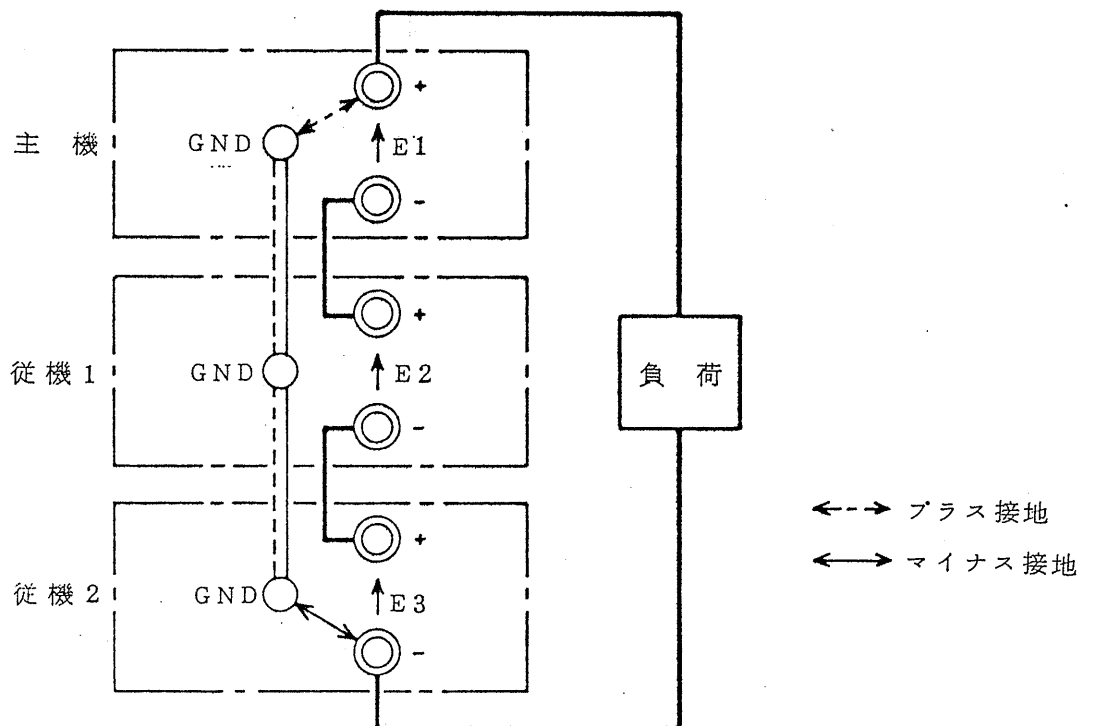 主機
GND
+
E1
-
従機1
GND
+
E2
-
従機2
GND
+
E3
-
負荷
プラス接地
マイナス接地